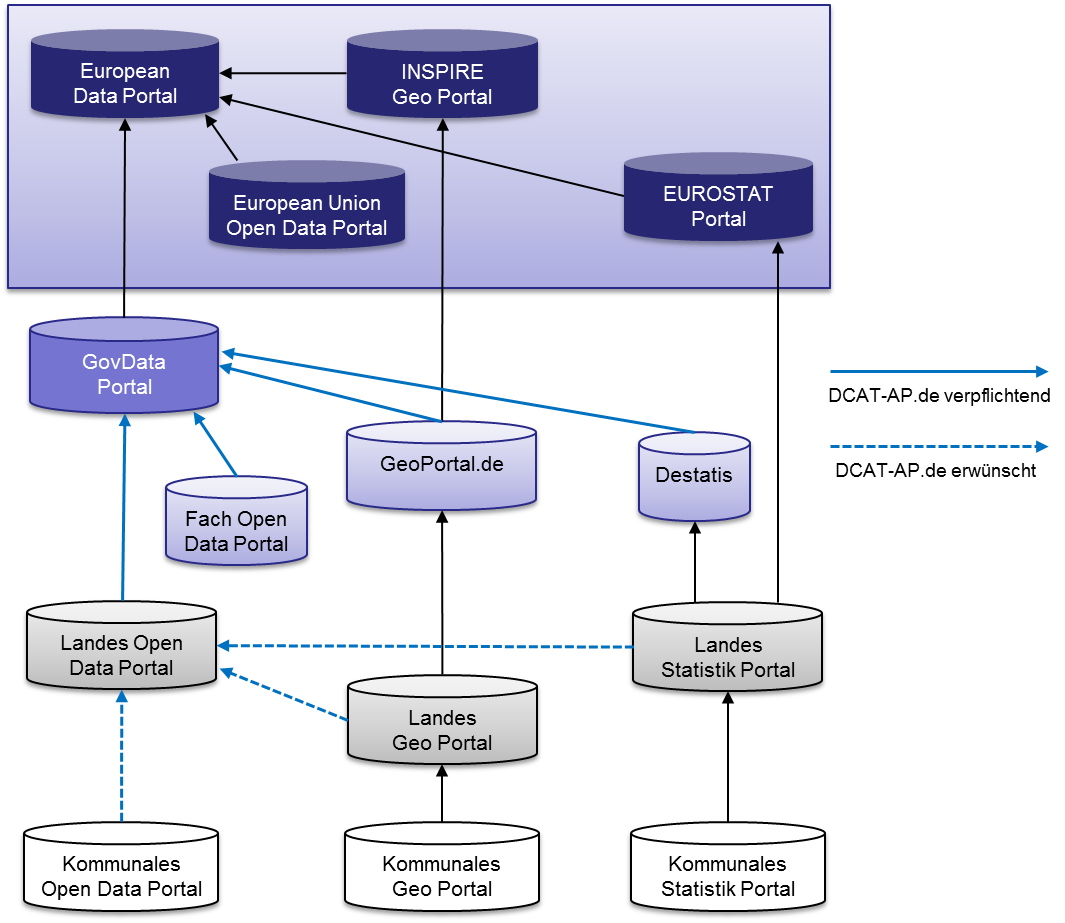 European
Data Portal
INSPIRE
Geo Portal
European Union
Open Data Portal
EUROSTAT
Portal
GovData
Portal
DCAT-AP.de verpflichtend
GeoPortal.de
Destatis
DCAT-AP.de erwünscht
Fach Open
Data Portal
Landes Open
Data Portal
Landes
Statistik Portal
Landes
Geo Portal
Kommunales
Open Data Portal
Kommunales
Geo Portal
Kommunales
Statistik Portal